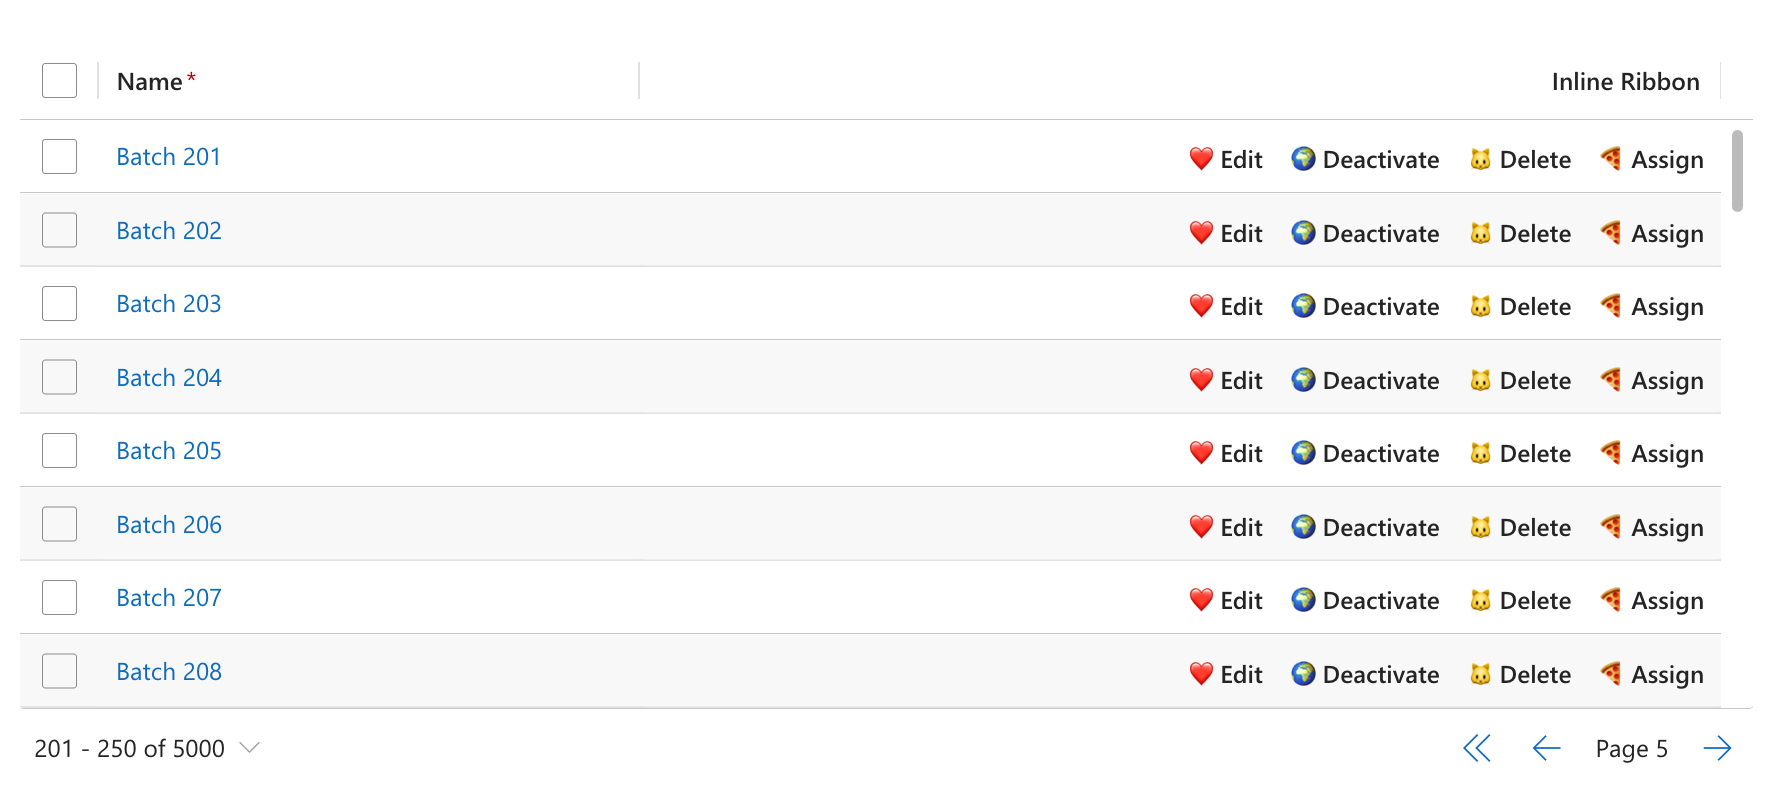 Name* Inline Ribbon
Batch 201 Edit Deactivate Delete Assign
Batch 202 Edit Deactivate Delete Assign
Batch 203 Edit Deactivate Delete Assign
Batch 204 Edit Deactivate Delete Assign
Batch 205 Edit Deactivate Delete Assign
Batch 206 Edit Deactivate Delete Assign
Batch 207 Edit Deactivate Delete Assign
Batch 208 Edit Deactivate Delete Assign
201 - 250 of 5000 Page 5